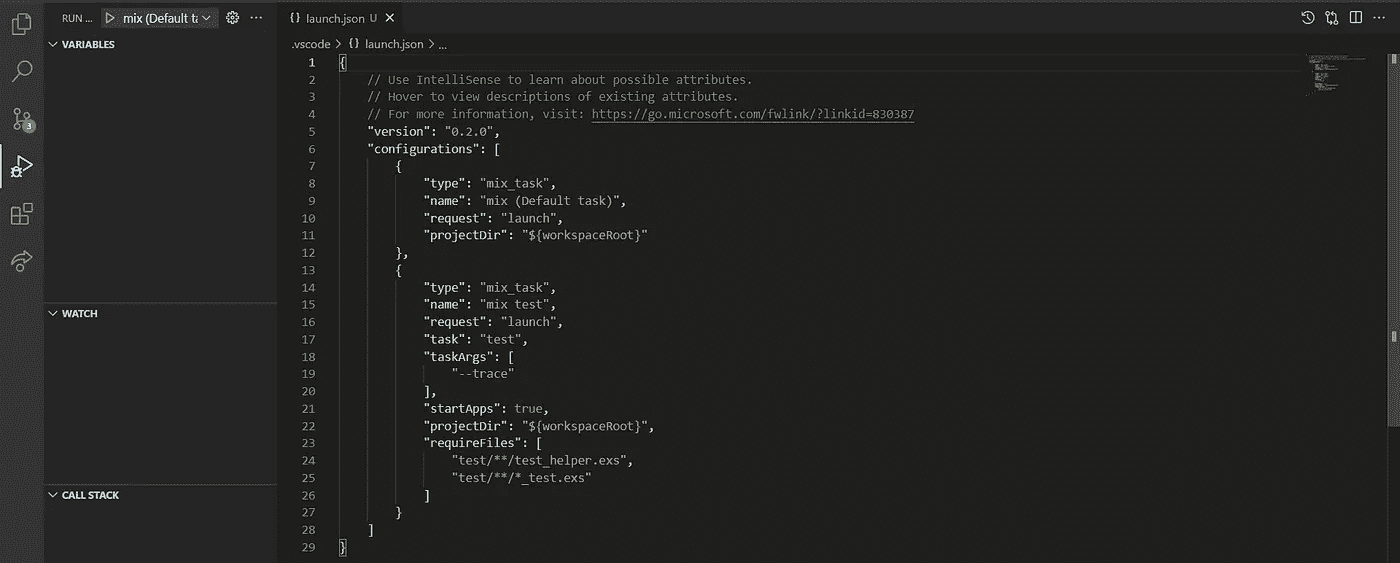 RUN ...
mix (Default ta
launch.json U
.vscode > {} launch.json > ...
VARIABLES
WATCH
CALL STACK
3
1 {
2 // Use IntelliSense to learn about possible attributes.
3 // Hover to view descriptions of existing attributes.
4 // For more information, visit: https://go.microsoft.com/fwlink/?linkid=830387
5 "version": "0.2.0",
6 "configurations": [
7 {
8 "type": "mix_task",
9 "name": "mix (Default task)",
10 "request": "launch",
11 "projectDir": "${workspaceRoot}"
12 },
13 {
14 "type": "mix_task",
15 "name": "mix test",
16 "request": "launch",
17 "task": "test",
18 "taskArgs": [
19 "--trace"
20 ],
21 "startApps": true,
22 "projectDir": "${workspaceRoot}",
23 "requireFiles": [
24 "test/**/test_helper.exs",
25 "test/**/*_test.exs"
26 ]
27 }
28 ]
29 }